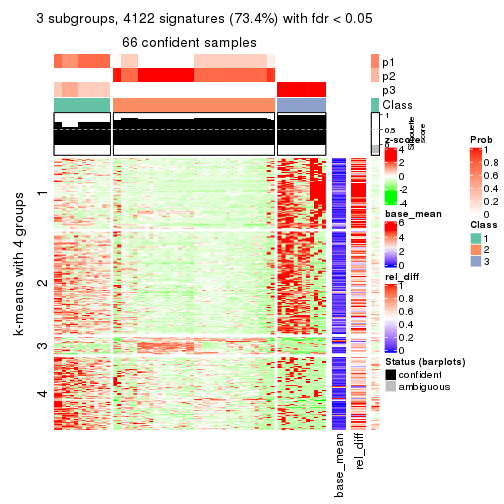 3 subgroups, 4122 signatures (73.4%) with fdr < 0.05
66 confident samples
p1
p2
p3
Class
1
0.5
0
Silhouette
score
k-means with 4 groups
1
2
3
4
base_mean
rel_diff
z-score
4
2
0
-2
-4
base_mean
6
4
2
0
rel_diff
1
0.8
0.6
0.4
0.2
0
Status (barplots)
confident
ambiguous
Prob
1
0.8
0.6
0.4
0.2
0
Class
1
2
3